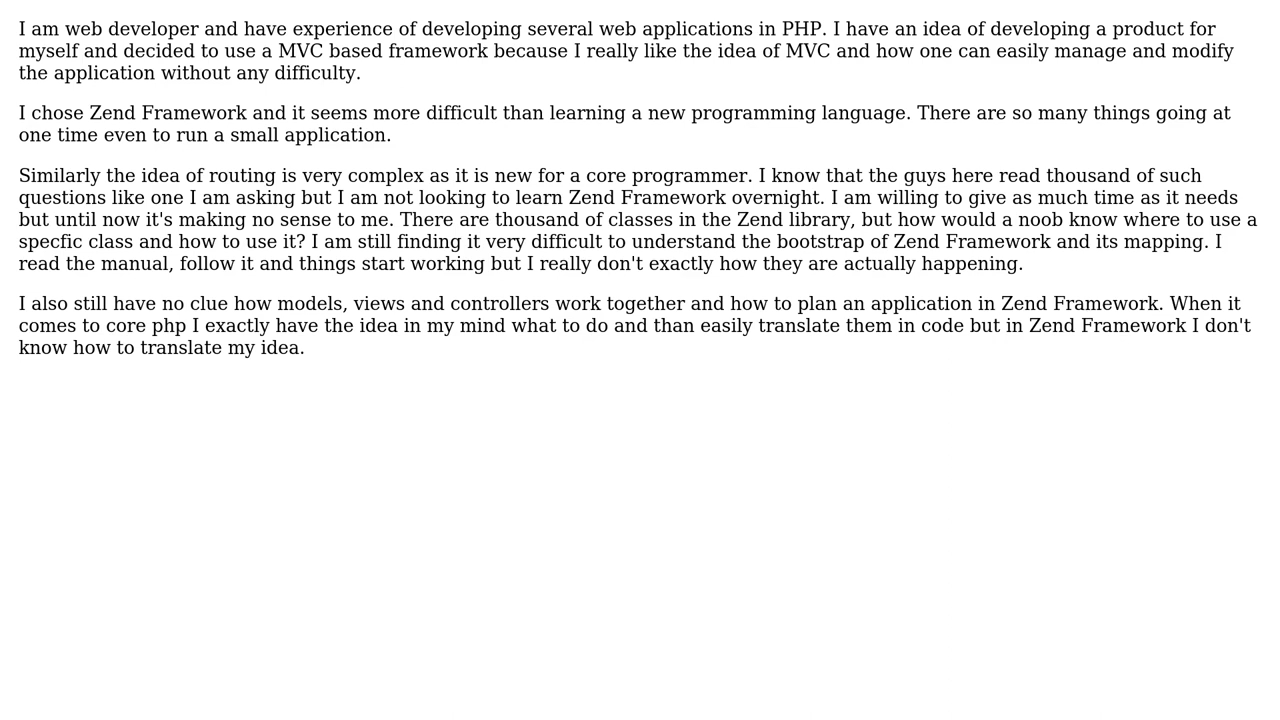 I am web developer and have experience of developing several web applications in PHP. I have an idea of developing a product for
myself and decided to use a MVC based framework because I really like the idea of MVC and how one can easily manage and modify
the application without any difficulty.
I chose Zend Framework and it seems more difficult than learning a new programming language. There are so many things going at
one time even to run a small application.
Similarly the idea of routing is very complex as it is new for a core programmer. I know that the guys here read thousand of such
questions like one I am asking but I am not looking to learn Zend Framework overnight. I am willing to give as much time as it needs
but until now it's making no sense to me. There are thousand of classes in the Zend library, but how would a noob know where to use a
specfic class and how to use it? I am still finding it very difficult to understand the bootstrap of Zend Framework and its mapping. I
read the manual, follow it and things start working but I really don't exactly how they are actually happening.
I also still have no clue how models, views and controllers work together and how to plan an application in Zend Framework. When it
comes to core php I exactly have the idea in my mind what to do and than easily translate them in code but in Zend Framework I don't
know how to translate my idea.